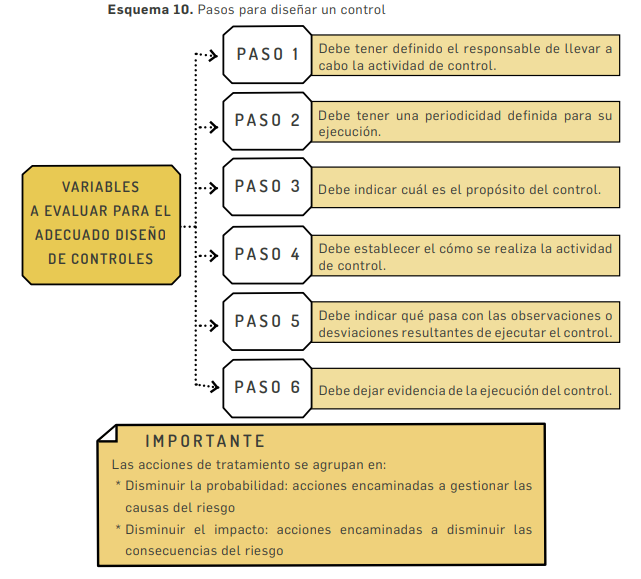 Esquema 10. Pasos para diseñar un control
VARIABLES
A EVALUAR PARA EL
ADECUADO DISEÑO
DE CONTROLES
PASO 1
Debe tener definido el responsable de llevar a
cabo la actividad de control.
PASO 2
Debe tener una periodicidad definida para su
ejecución.
PASO 3
Debe indicar cuál es el propósito del control.
PASO 4
Debe establecer el cómo se realiza la actividad
de control.
PASO 5
Debe indicar qué pasa con las observaciones o
desviaciones resultantes de ejecutar el control.
PASO 6
Debe dejar evidencia de la ejecución del control.
IMPORTANTE
Las acciones de tratamiento se agrupan en:
* Disminuir la probabilidad: acciones encaminadas a gestionar las
causas del riesgo
* Disminuir el impacto: acciones encaminadas a disminuir las
consecuencias del riesgo